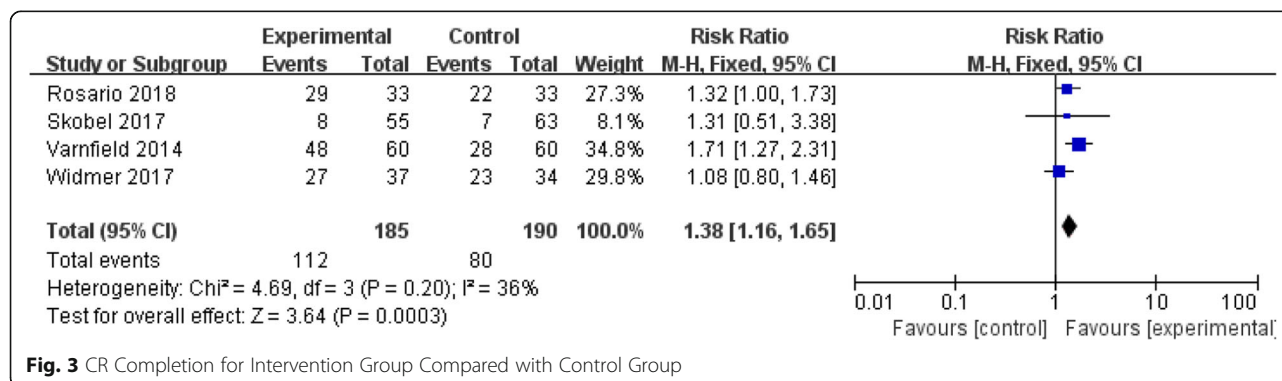 Experimental Control Risk Ratio Risk Ratio
Study or Subgroup Events Total Events Total Weight M-H, Fixed, 95% CI M-H, Fixed, 95% CI
Rosario 2018 29 33 22 33 27.3% 1.32 [1.00, 1.73]
Skobel 2017 8 55 7 63 8.1% 1.31 [0.51, 3.38]
Varnfield 2014 48 60 28 60 34.8% 1.71 [1.27, 2.31]
Widmer 2017 27 37 23 34 29.8% 1.08 [0.80, 1.46]
Total (95% CI) 185 190 100.0% 1.38 [1.16, 1.65]
Total events 112 80
Heterogeneity: Chi² = 4.69, df = 3 (P = 0.20); I² = 36%
Test for overall effect: Z = 3.64 (P = 0.0003)
0.01 0.1 1 10 100
Favours [control] Favours [experimental]
Fig. 3 CR Completion for Intervention Group Compared with Control Group